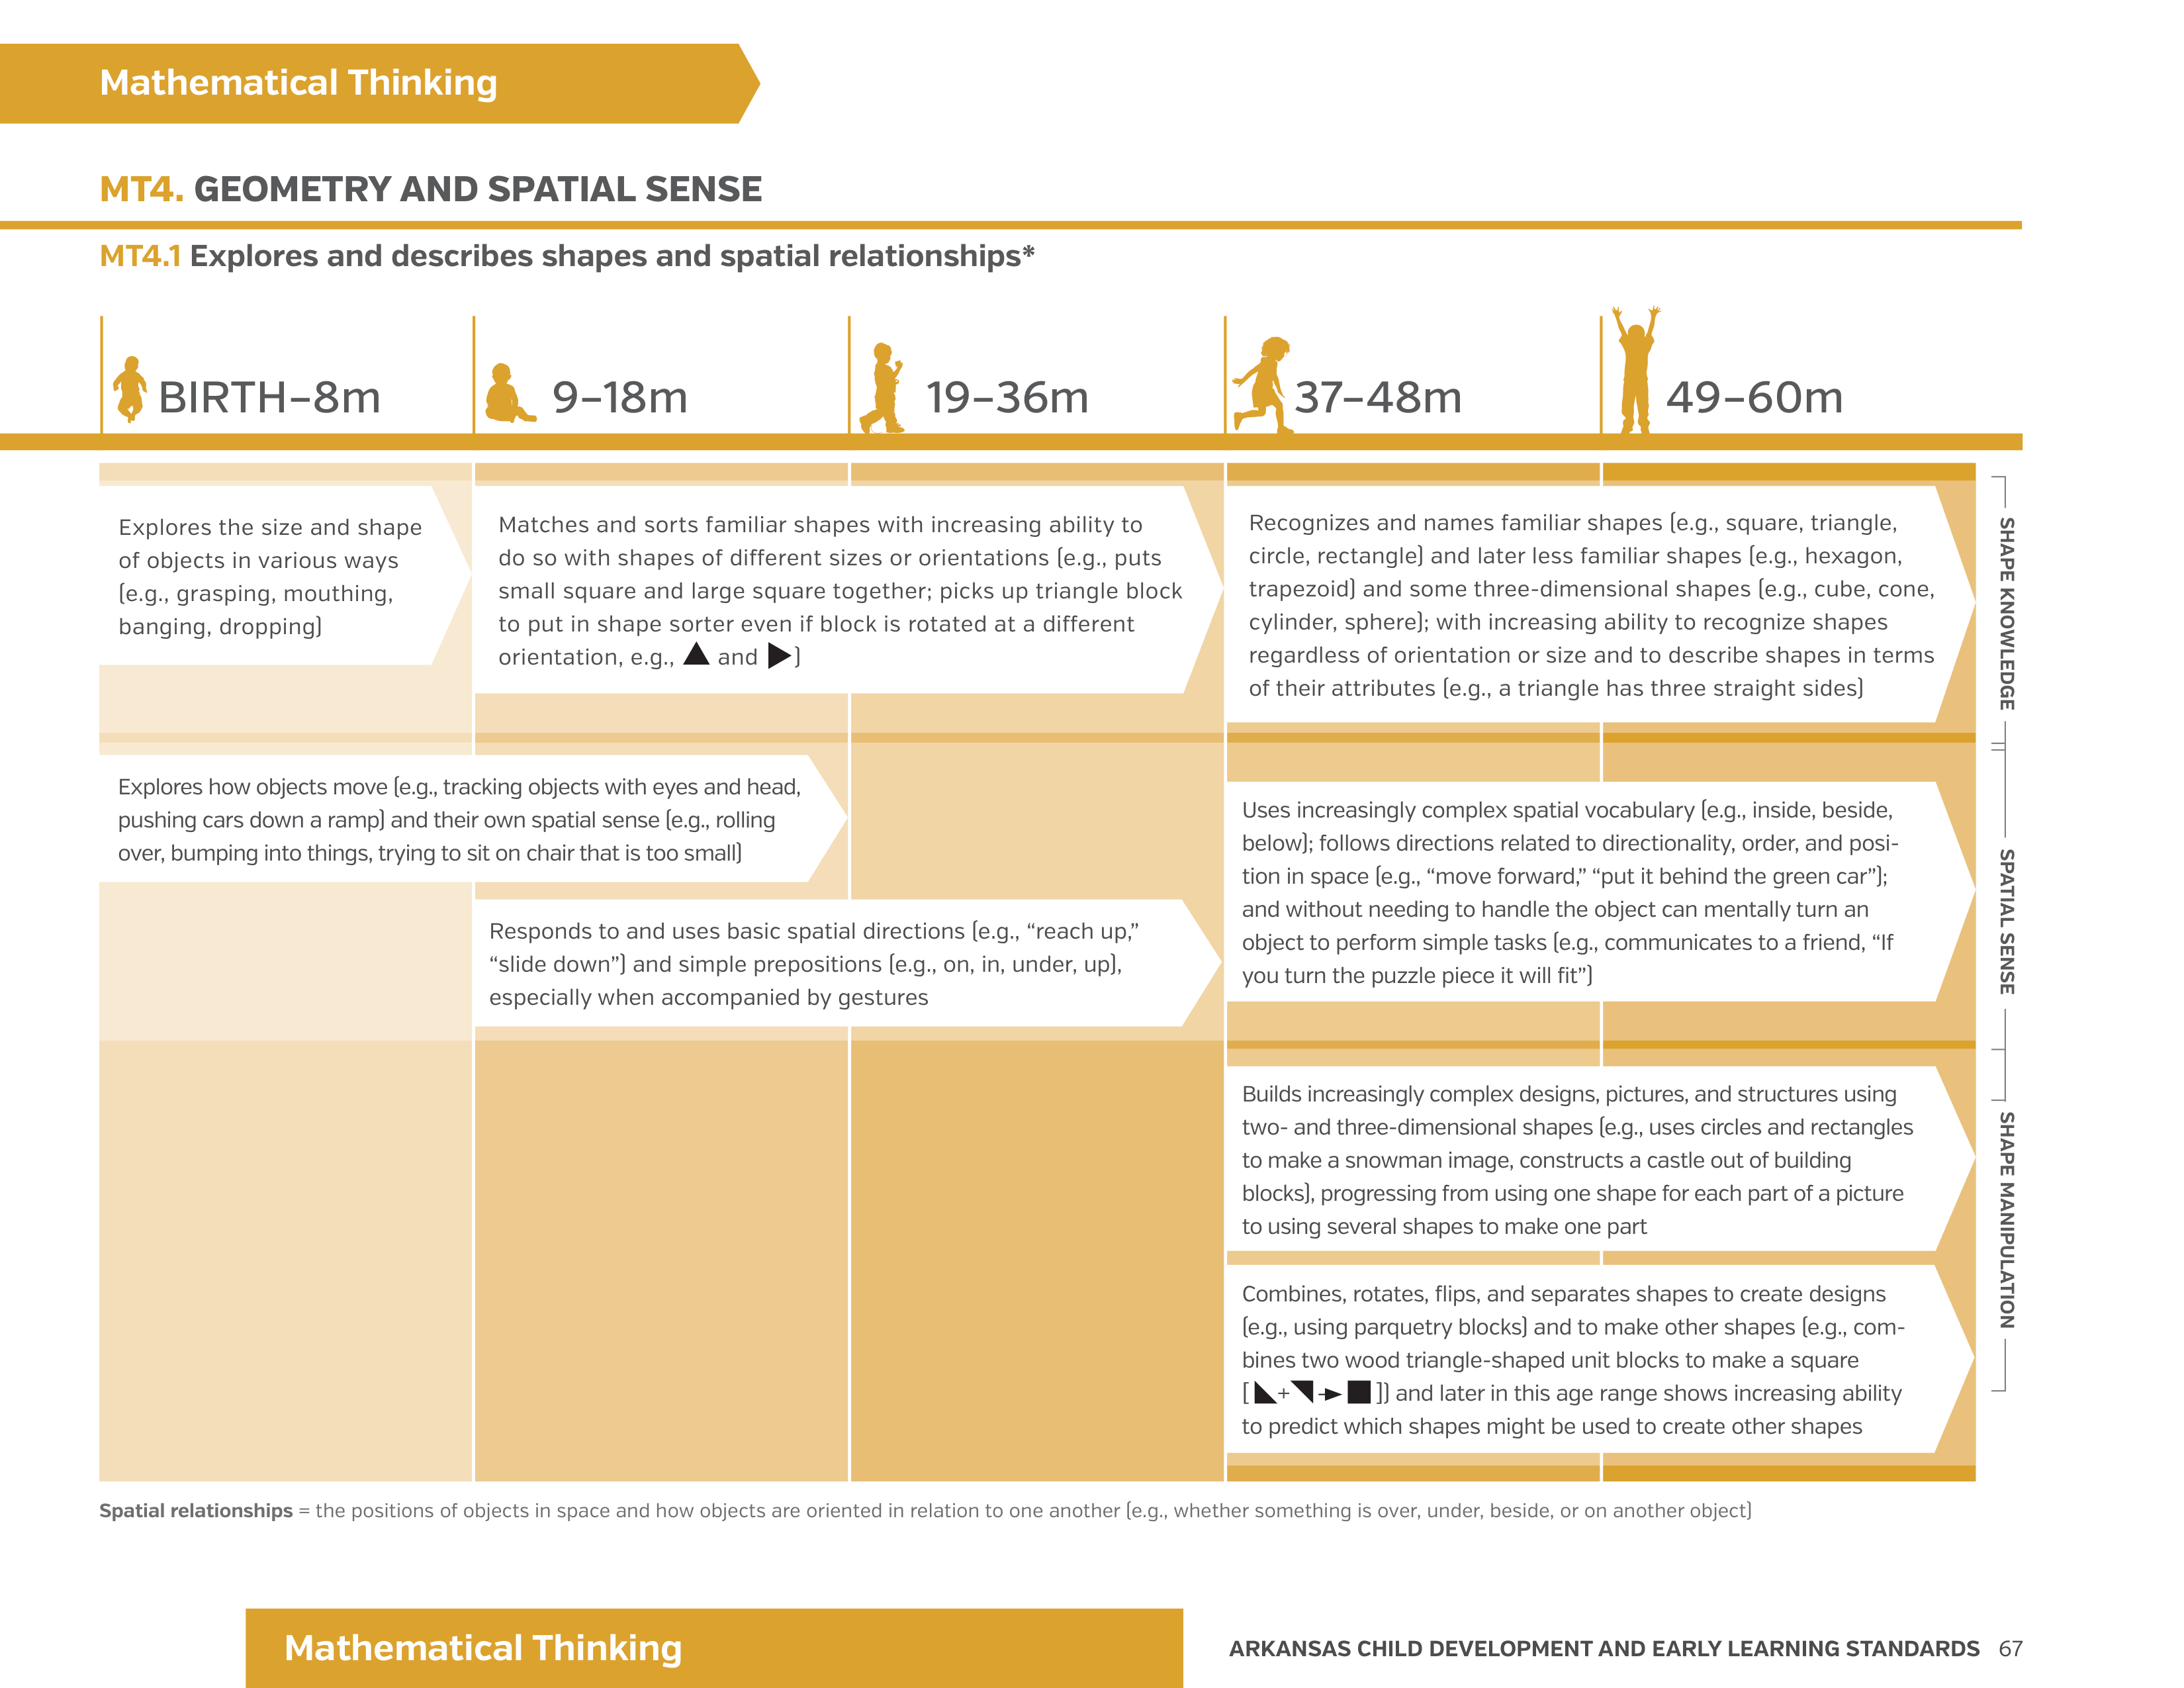 Mathematical Thinking
MT4. GEOMETRY AND SPATIAL SENSE
MT4.1 Explores and describes shapes and spatial relationships*
BIRTH–8m
9–18m
19–36m
37–48m
49–60m
Explores the size and shape
of objects in various ways
(e.g., grasping, mouthing,
banging, dropping)
Matches and sorts familiar shapes with increasing ability to
do so with shapes of different sizes or orientations (e.g., puts
small square and large square together; picks up triangle block
to put in shape sorter even if block is rotated at a different
orientation, e.g., ▲ and ▶)
Recognizes and names familiar shapes (e.g., square, triangle,
circle, rectangle) and later less familiar shapes (e.g., hexagon,
trapezoid) and some three-dimensional shapes (e.g., cube, cone,
cylinder, sphere); with increasing ability to recognize shapes
regardless of orientation or size and to describe shapes in terms
of their attributes (e.g., a triangle has three straight sides)
SHAPE KNOWLEDGE
Explores how objects move (e.g., tracking objects with eyes and head,
pushing cars down a ramp) and their own spatial sense (e.g., rolling
over, bumping into things, trying to sit on chair that is too small)
Responds to and uses basic spatial directions (e.g., “reach up,”
“slide down”) and simple prepositions (e.g., on, in, under, up),
especially when accompanied by gestures
Uses increasingly complex spatial vocabulary (e.g., inside, beside,
below); follows directions related to directionality, order, and posi-
tion in space (e.g., “move forward,” “put it behind the green car”);
and without needing to handle the object can mentally turn an
object to perform simple tasks (e.g., communicates to a friend, “If
you turn the puzzle piece it will fit”)
SPATIAL SENSE
Builds increasingly complex designs, pictures, and structures using
two- and three-dimensional shapes (e.g., uses circles and rectangles
to make a snowman image, constructs a castle out of building
blocks), progressing from using one shape for each part of a picture
to using several shapes to make one part
Combines, rotates, flips, and separates shapes to create designs
(e.g., using parquetry blocks) and to make other shapes (e.g., com-
bines two wood triangle-shaped unit blocks to make a square
[◣+◥➛■]) and later in this age range shows increasing ability
to predict which shapes might be used to create other shapes
SHAPE MANIPULATION
Spatial relationships = the positions of objects in space and how objects are oriented in relation to one another (e.g., whether something is over, under, beside, or on another object)
Mathematical Thinking
ARKANSAS CHILD DEVELOPMENT AND EARLY LEARNING STANDARDS 67